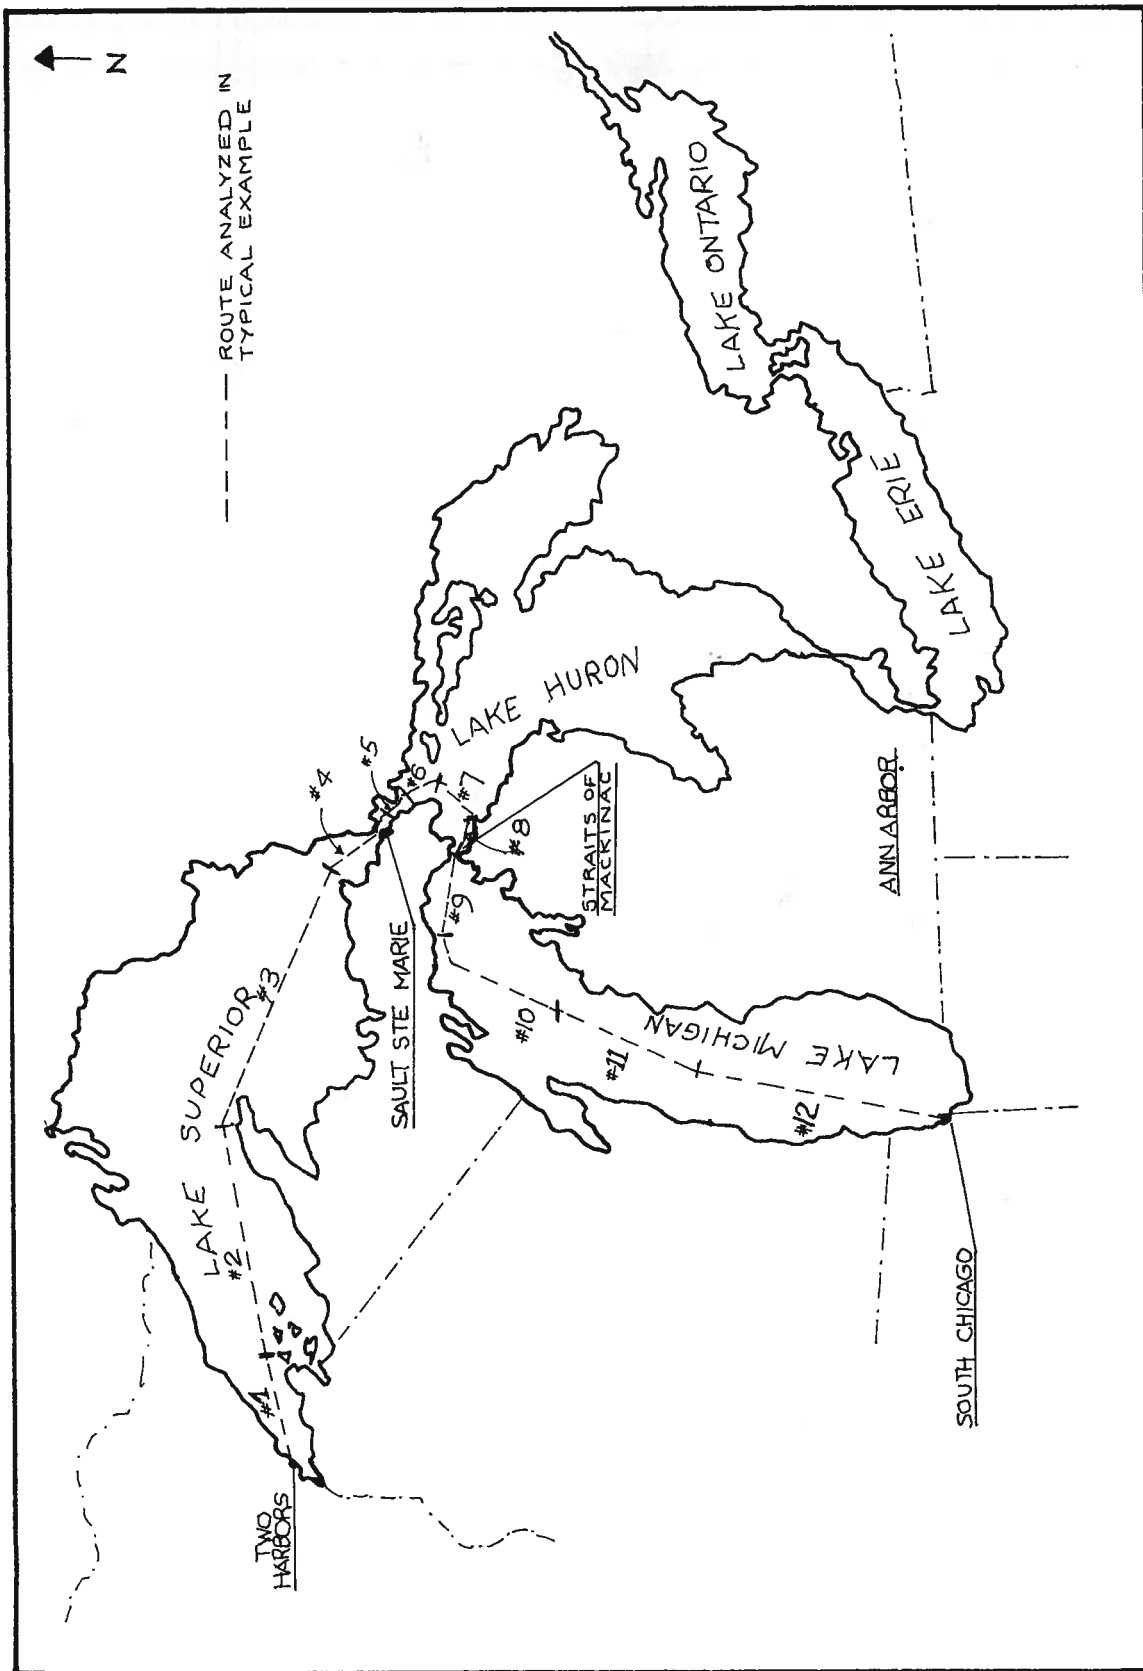 N
ROUTE ANALYZED IN
TYPICAL EXAMPLE
LAKE SUPERIOR
#1
#2
#3
#4
#5
#6
#7
#8
#9
#10
#11
#12
TWO
HARBORS
SAULT STE MARIE
LAKE HURON
STRAITS OF
MACKINAC
LAKE MICHIGAN
LAKE ONTARIO
LAKE ERIE
ANN ARBOR
SOUTH CHICAGO